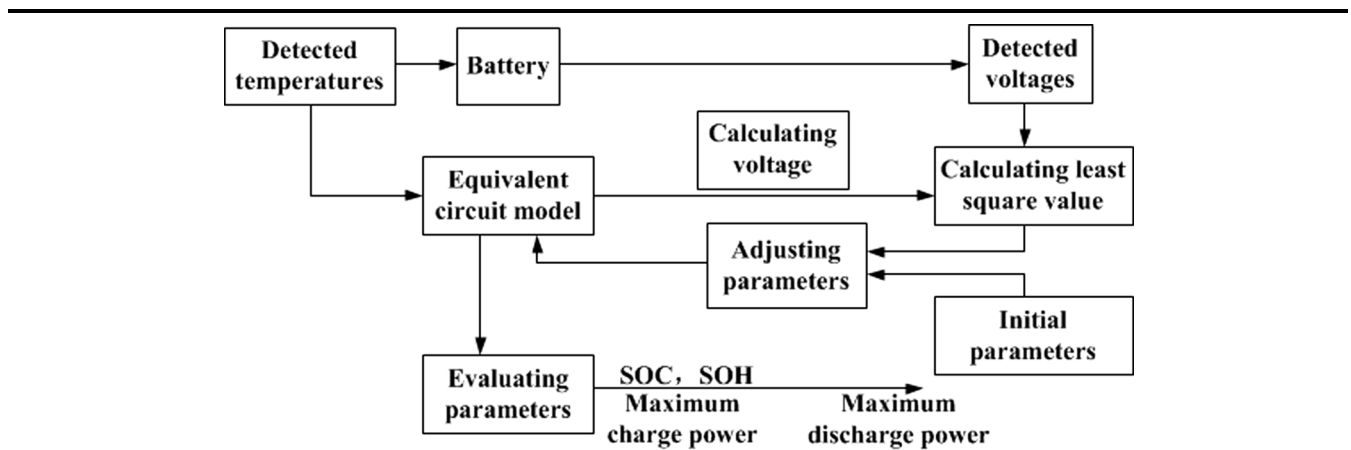 Detected
temperatures
Battery
Detected
voltages
Calculating
voltage
Equivalent
circuit model
Calculating least
square value
Adjusting
parameters
Initial
parameters
Evaluating
parameters
SOC，SOH
Maximum
charge power
Maximum
discharge power